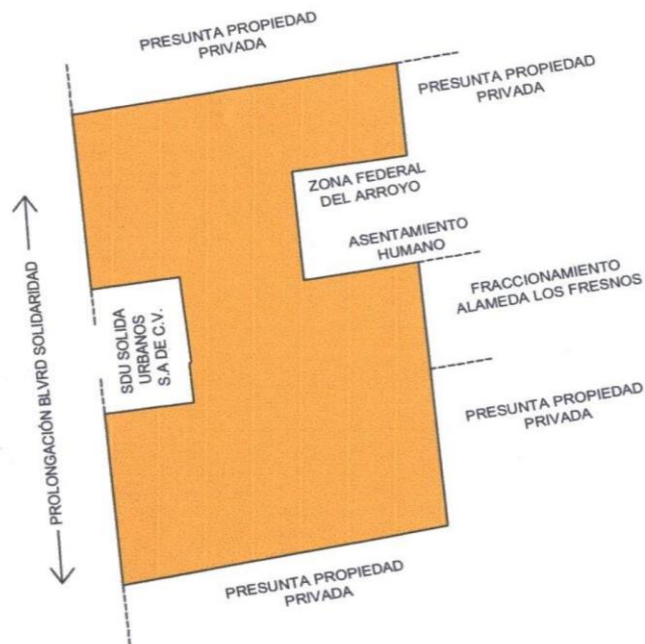 PRESUNTA PROPIEDAD
PRIVADA
PRESUNTA PROPIEDAD
PRIVADA
ZONA FEDERAL
DEL ARROYO
ASENTAMIENTO
HUMANO
FRACCIONAMIENTO
ALAMEDA LOS FRESNOS
PROLONGACIÓN BLVRD SOLIDARIDAD
SDU SOLIDA
URBANOS
S.A DE C.V.
PRESUNTA PROPIEDAD
PRIVADA
PRESUNTA PROPIEDAD
PRIVADA